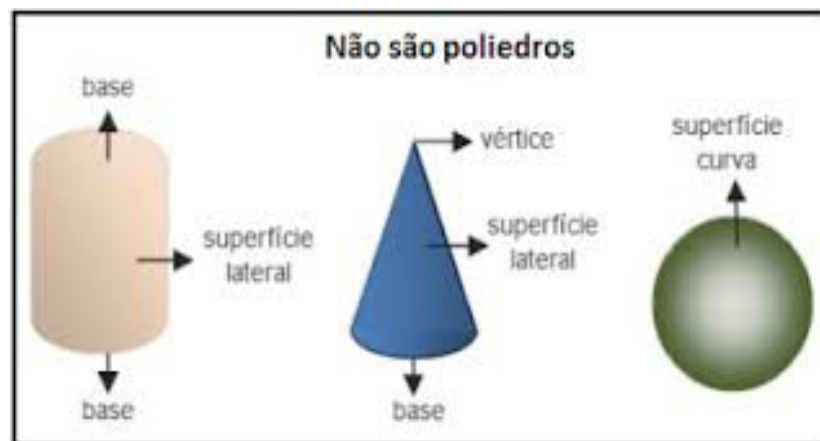 Não são poliedros
base
superfície
lateral
base
vértice
superfície
lateral
base
superfície
curva